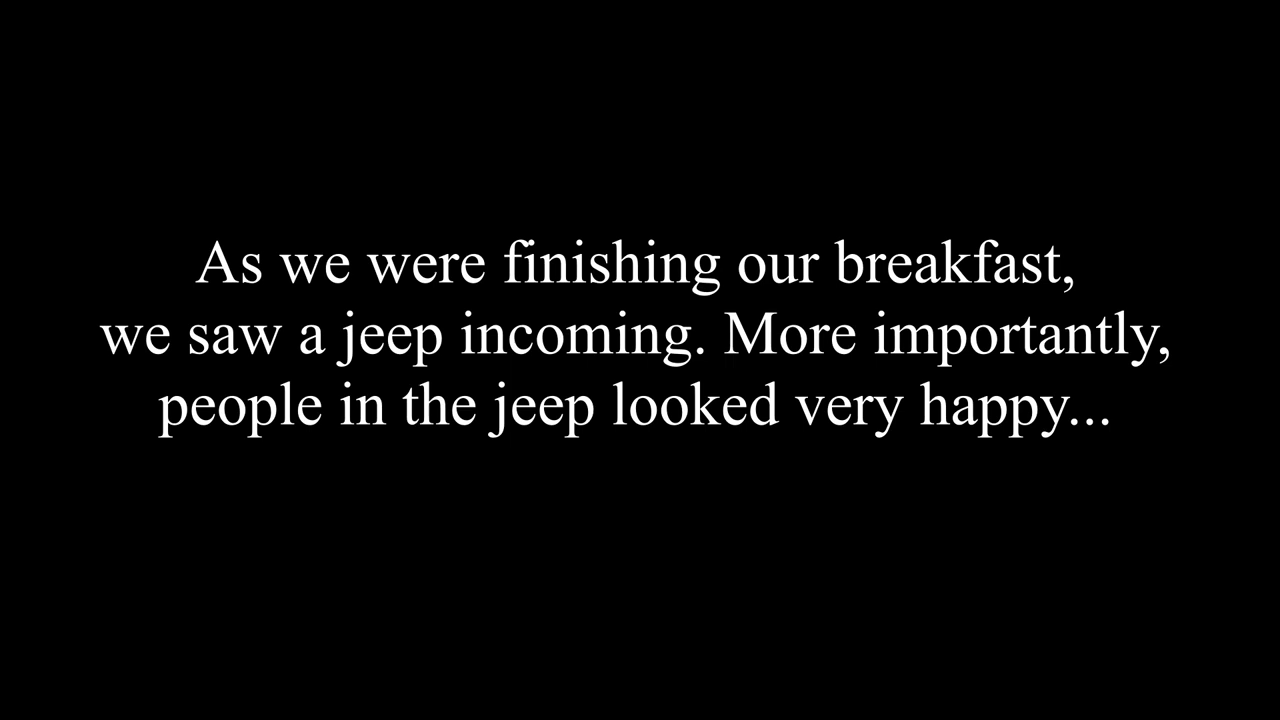 As we were finishing our breakfast,
we saw a jeep incoming. More importantly,
people in the jeep looked very happy...